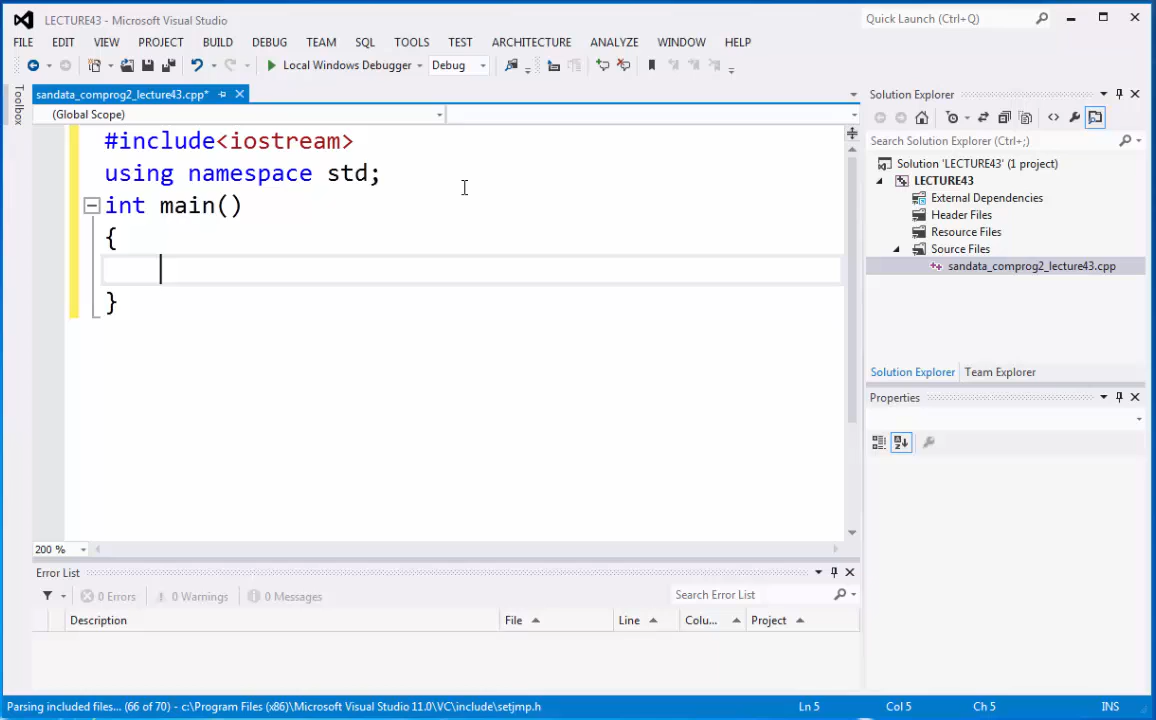 LECTURE43 - Microsoft Visual Studio
Quick Launch (Ctrl+Q)
FILE EDIT VIEW PROJECT BUILD DEBUG TEAM SQL TOOLS TEST ARCHITECTURE ANALYZE WINDOW HELP
Local Windows Debugger Debug
Toolbox
sandata_comprog2_lecture43.cpp*
(Global Scope)
#include<iostream>
using namespace std;
int main()
{
}
200 %
Solution Explorer
Search Solution Explorer (Ctrl+;)
Solution 'LECTURE43' (1 project)
LECTURE43
External Dependencies
Header Files
Resource Files
Source Files
sandata_comprog2_lecture43.cpp
Solution Explorer Team Explorer
Properties
Error List
0 Errors 0 Warnings 0 Messages
Search Error List
Description File Line Colu... Project
Parsing included files... (66 of 70) - c:\Program Files (x86)\Microsoft Visual Studio 11.0\VC\include\setjmp.h
Ln 5 Col 5 Ch 5 INS